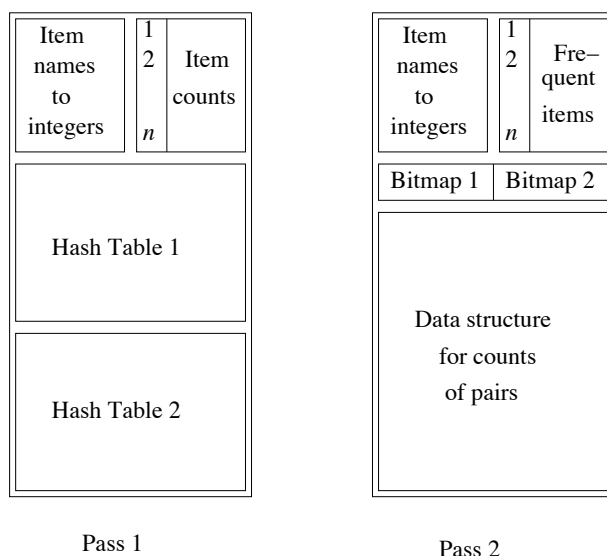 Item
names
to
integers
1
2
n
Item
counts
Hash Table 1
Hash Table 2
Pass 1
Item
names
to
integers
1
2
n
Fre–
quent
items
Bitmap 1
Bitmap 2
Data structure
for counts
of pairs
Pass 2